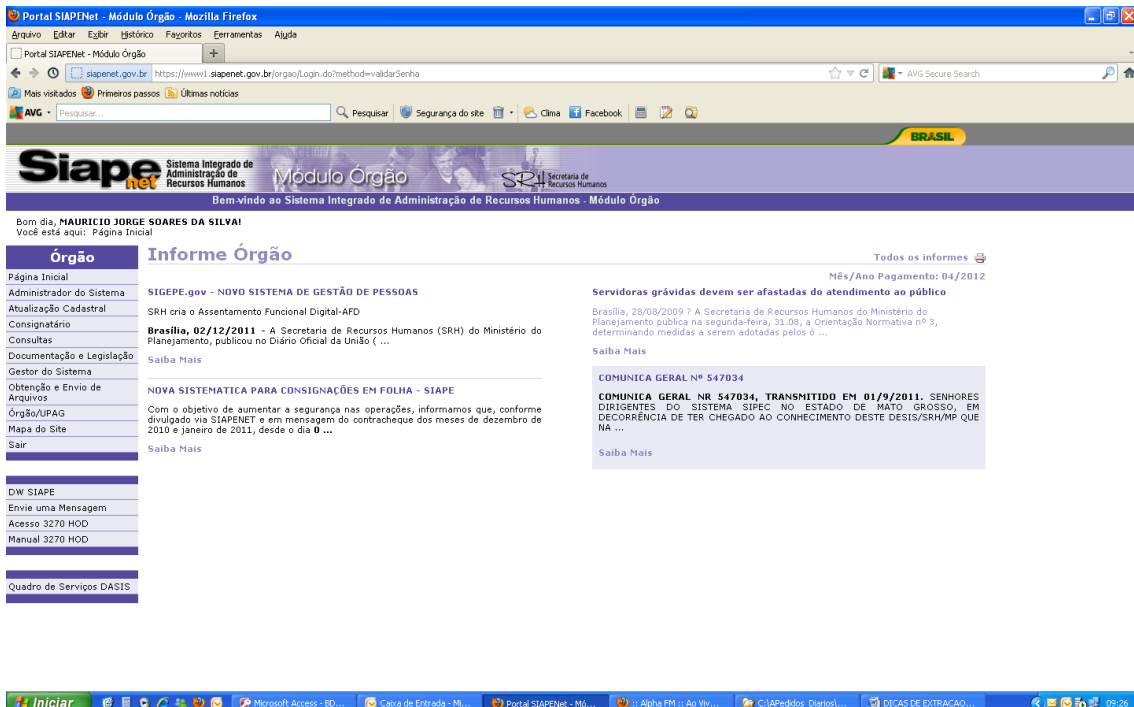 Portal SIAPENet - Módulo Órgão - Mozilla Firefox
Arquivo Editar Exibir Histórico Favoritos Ferramentas Ajuda
Portal SIAPENet - Módulo Órgão +
siapenet.gov.br https://www1.siapenet.gov.br/orgao/Login.do?method=validarSenha AVG Secure Search
Mais visitados Primeiros passos Últimas notícias
AVG Pesquisar... Pesquisar Segurança do site Clima Facebook
BRASIL
Siape net Sistema Integrado de Administração de Recursos Humanos Módulo Órgão SRH Secretaria de Recursos Humanos
Bem-vindo ao Sistema Integrado de Administração de Recursos Humanos - Módulo Órgão
Bom dia, MAURICIO JORGE SOARES DA SILVA!
Você está aqui: Página Inicial
Órgão
Página Inicial
Administrador do Sistema
Atualização Cadastral
Consignatário
Consultas
Documentação e Legislação
Gestor do Sistema
Obtenção e Envio de
Arquivos
Órgão/UPAG
Mapa do Site
Sair
DW SIAPE
Envie uma Mensagem
Acesso 3270 HOD
Manual 3270 HOD
Quadro de Serviços DASIS
Informe Órgão
Todos os informes
Mês/Ano Pagamento: 04/2012
SIGEPE.gov - NOVO SISTEMA DE GESTÃO DE PESSOAS
SRH cria o Assentamento Funcional Digital-AFD
Brasília, 02/12/2011 - A Secretaria de Recursos Humanos (SRH) do Ministério do
Planejamento, publicou no Diário Oficial da União ( ...
Saiba Mais
NOVA SISTEMATICA PARA CONSIGNAÇÕES EM FOLHA - SIAPE
Com o objetivo de aumentar a segurança nas operações, informamos que, conforme
divulgado via SIAPENET e em mensagem do contracheque dos meses de dezembro de
2010 e janeiro de 2011, desde o dia 0 ...
Saiba Mais
Servidoras grávidas devem ser afastadas do atendimento ao público
Brasília, 28/08/2009 ? A Secretaria de Recursos Humanos do Ministério do
Planejamento publica na segunda-feira, 31.08, a Orientação Normativa nº 3,
determinando medidas a serem adotadas pelos ó ...
Saiba Mais
COMUNICA GERAL Nº 547034
COMUNICA GERAL NR 547034, TRANSMITIDO EM 01/9/2011. SENHORES
DIRIGENTES DO SISTEMA SIPEC NO ESTADO DE MATO GROSSO, EM
DECORRÊNCIA DE TER CHEGADO AO CONHECIMENTO DESTE DESIS/SRH/MP QUE
NA ...
Saiba Mais
Iniciar Microsoft Access - BD... Caixa de Entrada - Mi... Portal SIAPENet - Mó... :: Alpha FM :: Ao Viv... C:\APedidos_Diarios\... DICAS DE EXTRACAO... 09:26